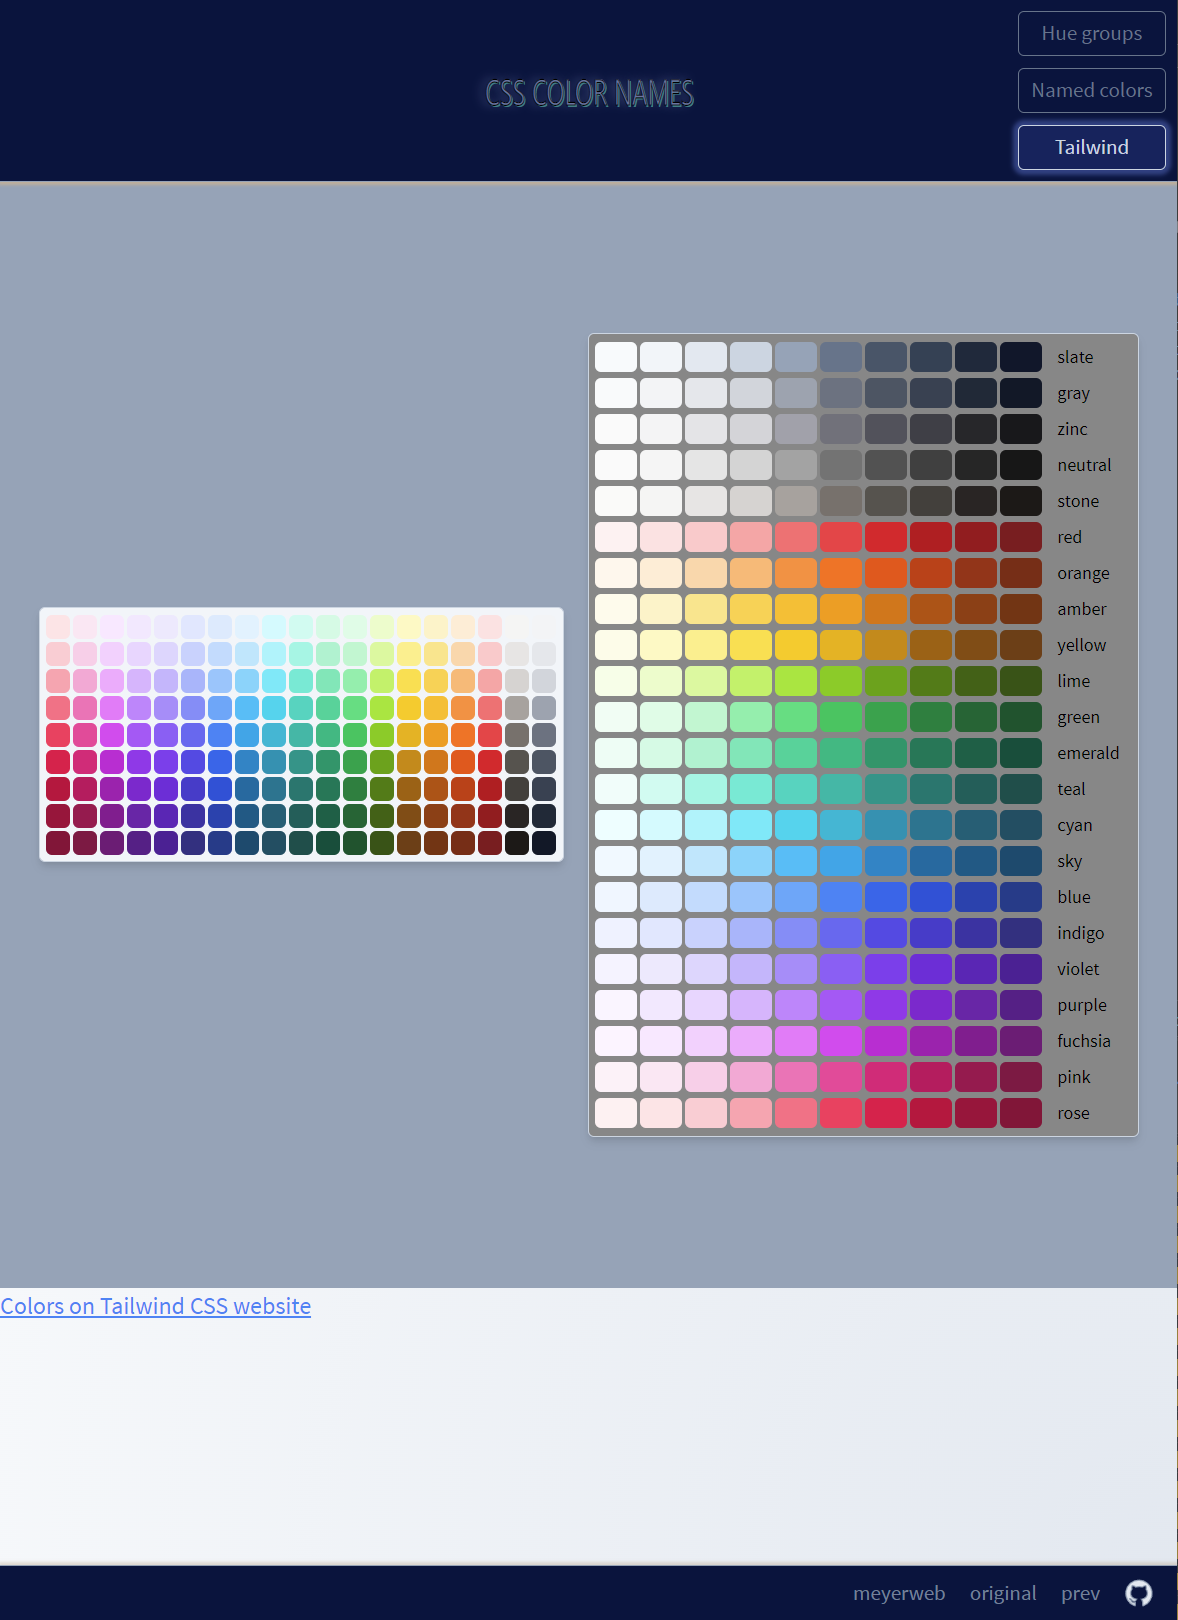 Hue groups
CSS COLOR NAMES
Named colors
Tailwind
slate
gray
zinc
neutral
stone
red
orange
amber
yellow
lime
green
emerald
teal
cyan
sky
blue
indigo
violet
purple
fuchsia
pink
rose
Colors on Tailwind CSS website
meyerweb original prev